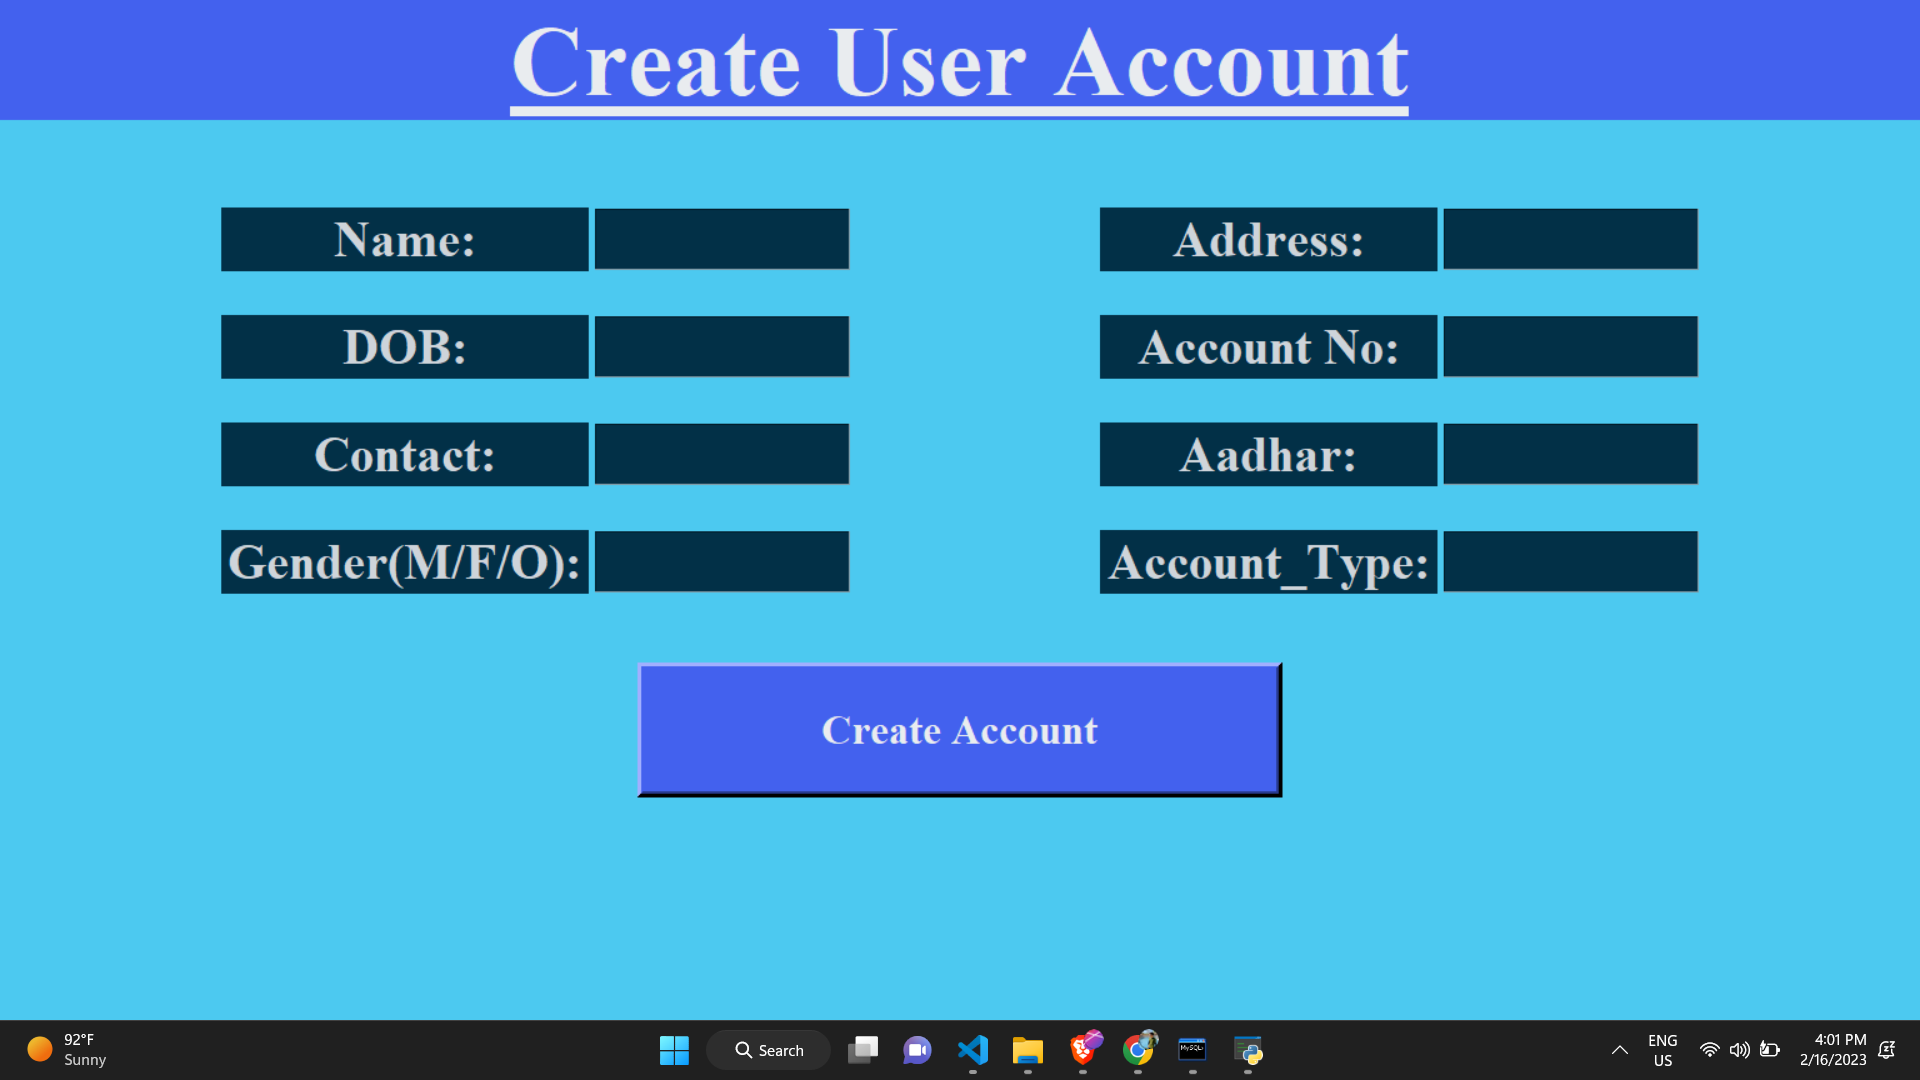 Create User Account
Name:
Address:
DOB:
Account No:
Contact:
Aadhar:
Gender(M/F/O):
Account_Type:
Create Account
92°F
Sunny
Search
MySQL
ENG
US
4:01 PM
2/16/2023